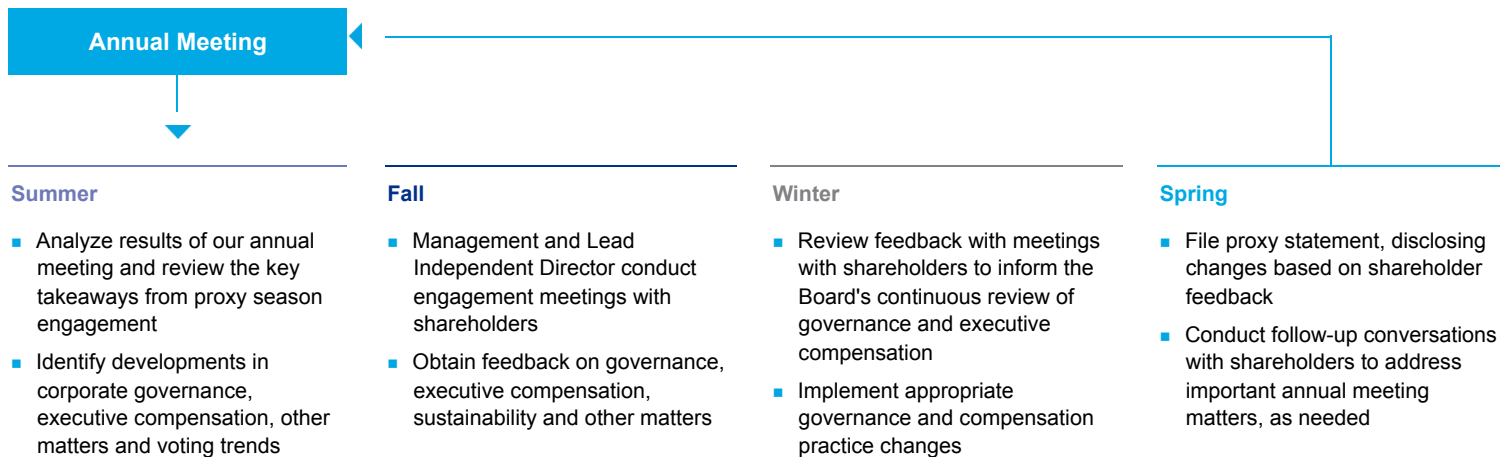 Annual Meeting
Summer
■ Analyze results of our annual
meeting and review the key
takeaways from proxy season
engagement
■ Identify developments in
corporate governance,
executive compensation, other
matters and voting trends
Fall
■ Management and Lead
Independent Director conduct
engagement meetings with
shareholders
■ Obtain feedback on governance,
executive compensation,
sustainability and other matters
Winter
■ Review feedback with meetings
with shareholders to inform the
Board's continuous review of
governance and executive
compensation
■ Implement appropriate
governance and compensation
practice changes
Spring
■ File proxy statement, disclosing
changes based on shareholder
feedback
■ Conduct follow-up conversations
with shareholders to address
important annual meeting
matters, as needed